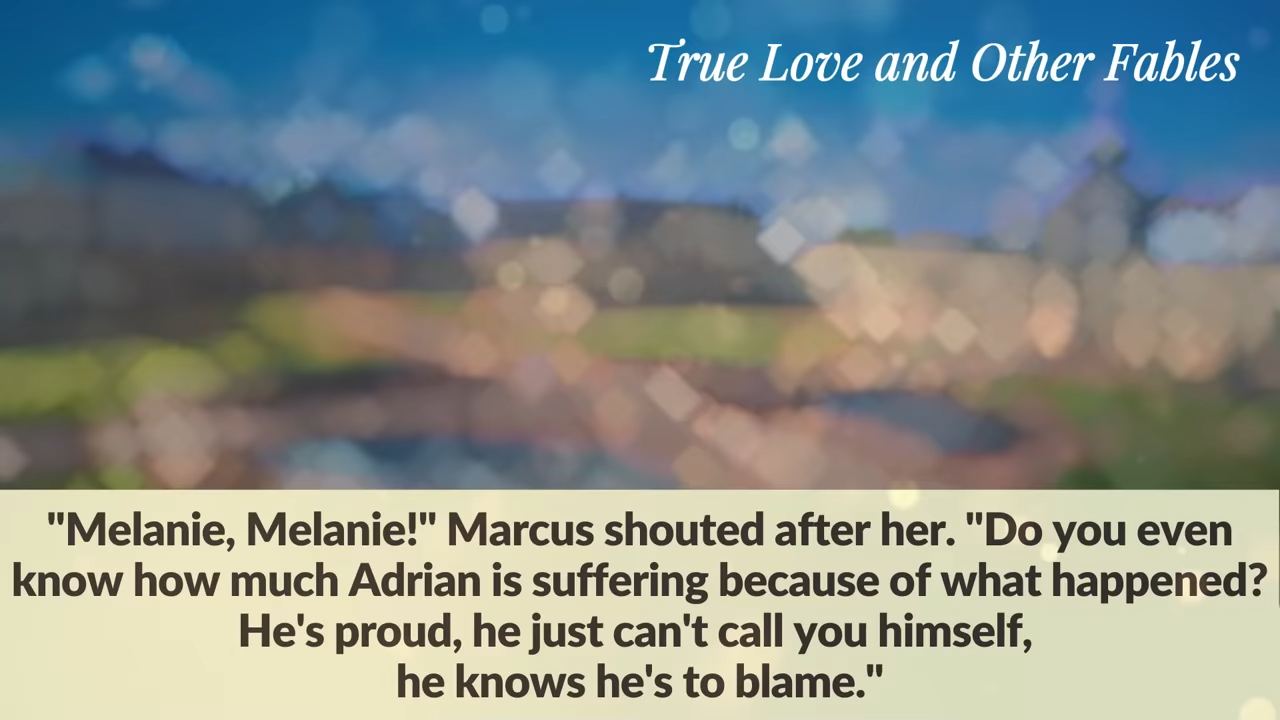 True Love and Other Fables
"Melanie, Melanie!" Marcus shouted after her. "Do you even
know how much Adrian is suffering because of what happened?
He's proud, he just can't call you himself,
he knows he's to blame."